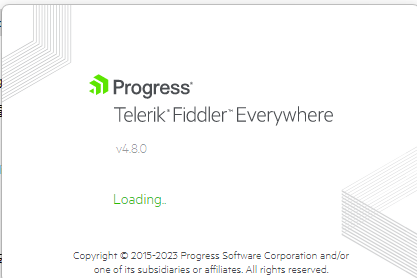 Progress®
Telerik® Fiddler™ Everywhere
v4.8.0
Loading..
Copyright © 2015-2023 Progress Software Corporation and/or
one of its subsidiaries or affiliates. All rights reserved.